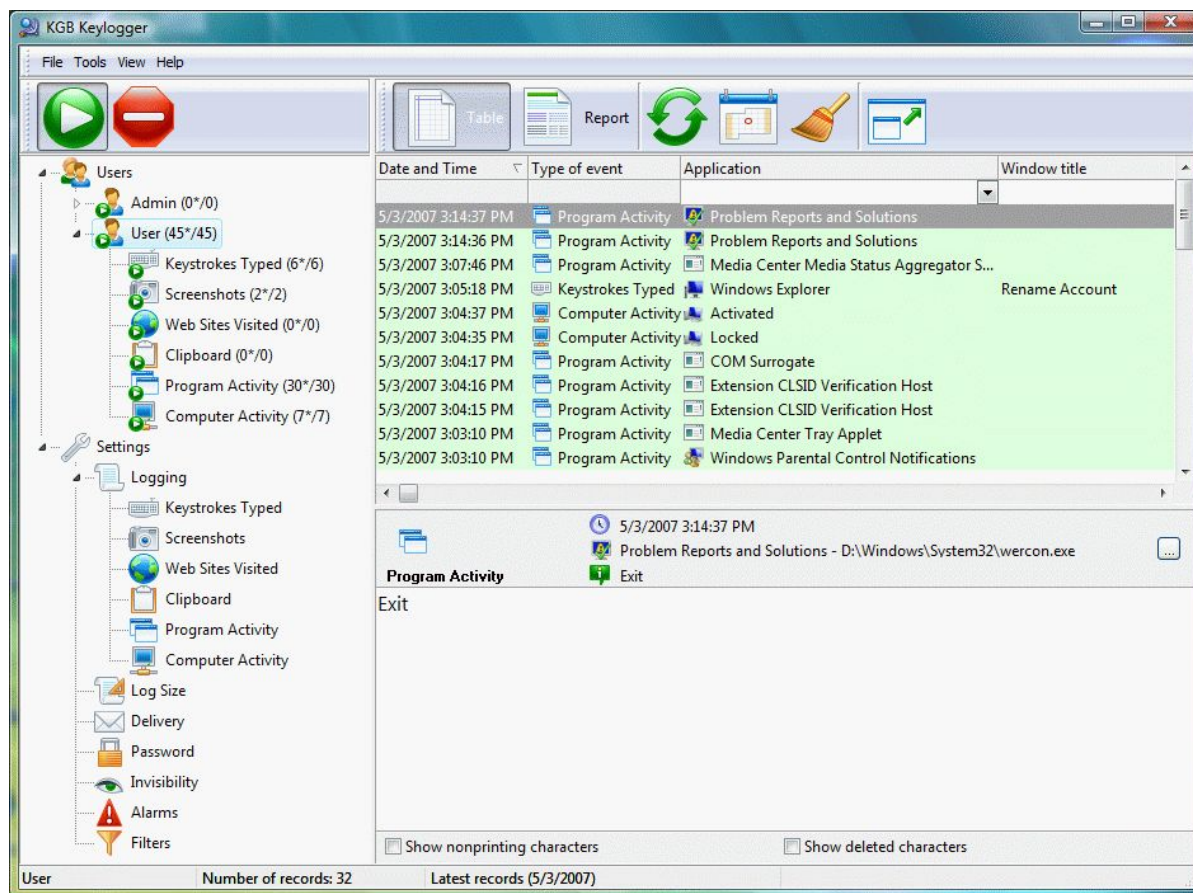 KGB Keylogger
File Tools View Help
Table
Report
Users
Admin (0*/0)
User (45*/45)
Keystrokes Typed (6*/6)
Screenshots (2*/2)
Web Sites Visited (0*/0)
Clipboard (0*/0)
Program Activity (30*/30)
Computer Activity (7*/7)
Settings
Logging
Keystrokes Typed
Screenshots
Web Sites Visited
Clipboard
Program Activity
Computer Activity
Log Size
Delivery
Password
Invisibility
Alarms
Filters
Date and Time Type of event Application Window title
5/3/2007 3:14:37 PM Program Activity Problem Reports and Solutions
5/3/2007 3:14:36 PM Program Activity Problem Reports and Solutions
5/3/2007 3:07:46 PM Program Activity Media Center Media Status Aggregator S...
5/3/2007 3:05:18 PM Keystrokes Typed Windows Explorer Rename Account
5/3/2007 3:04:37 PM Computer Activity Activated
5/3/2007 3:04:35 PM Computer Activity Locked
5/3/2007 3:04:17 PM Program Activity COM Surrogate
5/3/2007 3:04:16 PM Program Activity Extension CLSID Verification Host
5/3/2007 3:04:15 PM Program Activity Extension CLSID Verification Host
5/3/2007 3:03:10 PM Program Activity Media Center Tray Applet
5/3/2007 3:03:10 PM Program Activity Windows Parental Control Notifications
5/3/2007 3:14:37 PM
Problem Reports and Solutions - D:\Windows\System32\wercon.exe
...
Program Activity
Exit
Exit
Show nonprinting characters
Show deleted characters
User Number of records: 32 Latest records (5/3/2007)